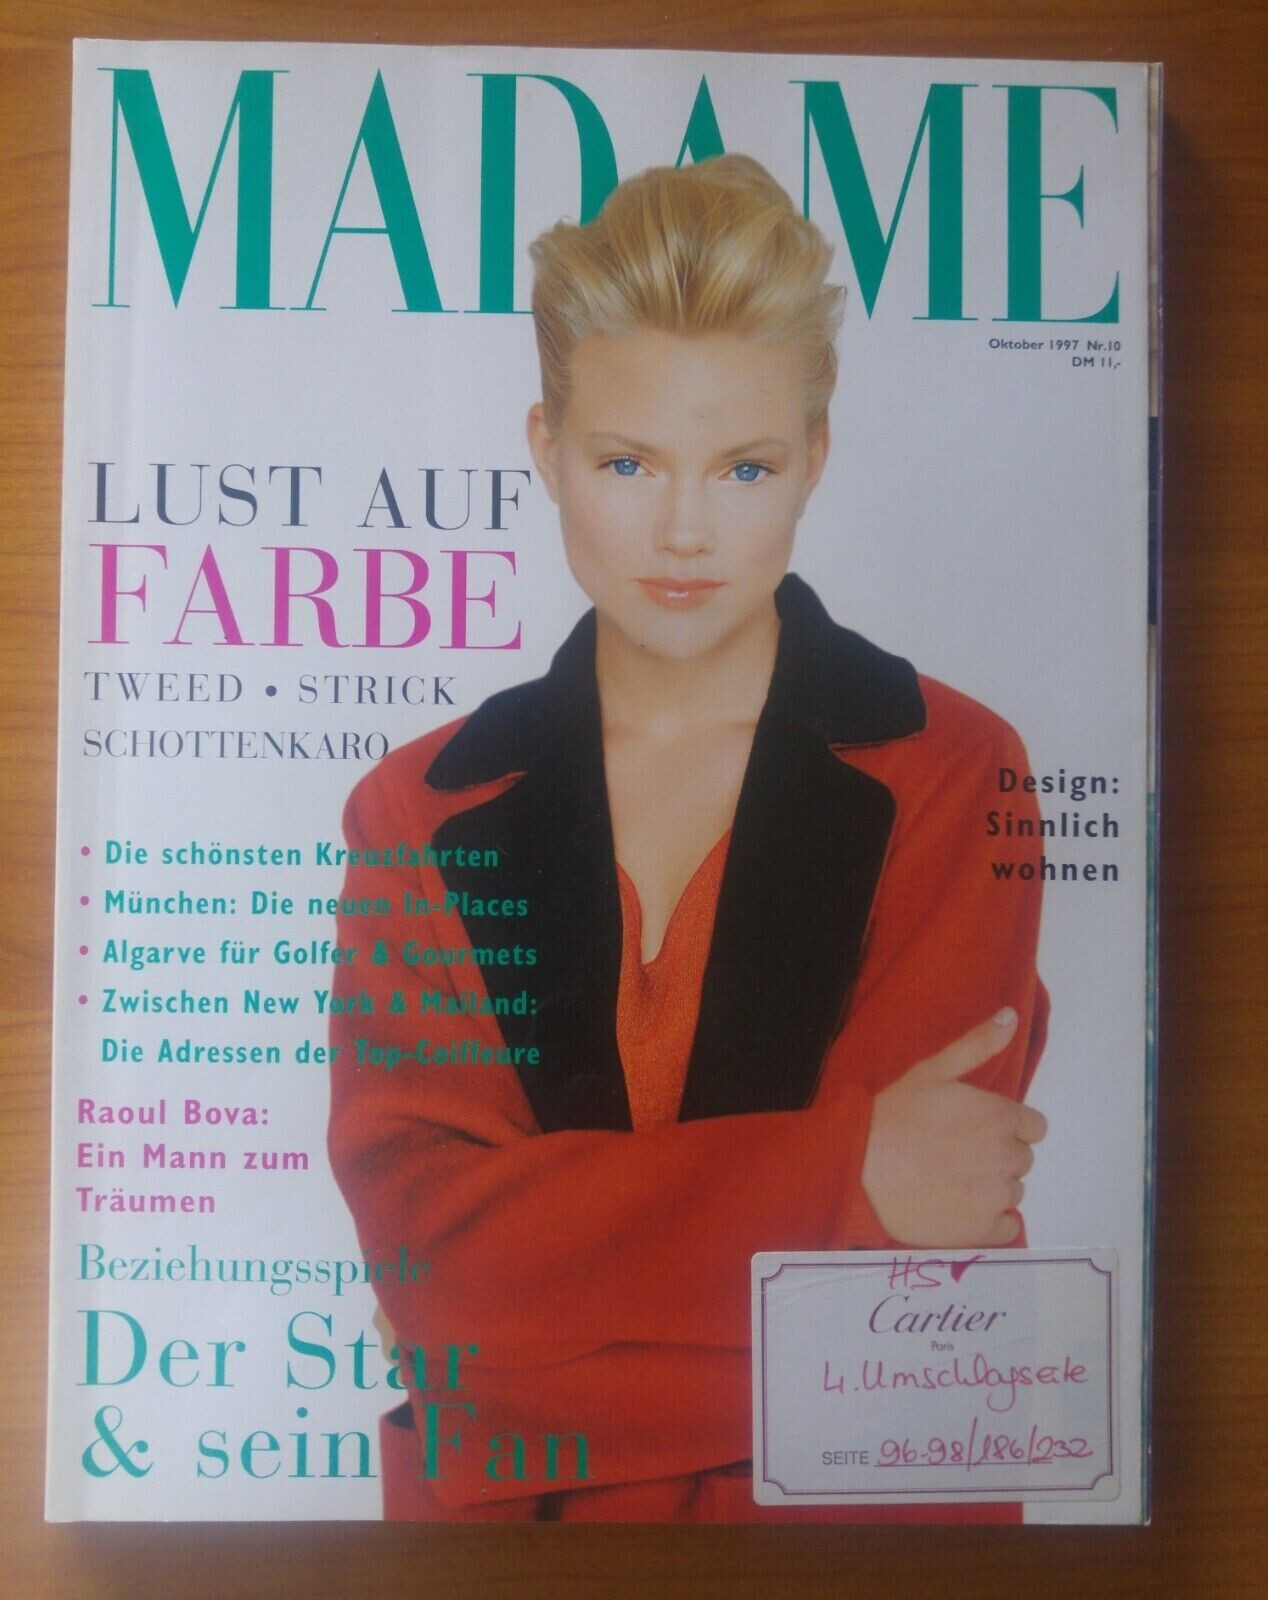 MADAME
Oktober 1997 Nr.10
DM 11,-
LUST AUF
FARBE
TWEED • STRICK
SCHOTTENKARO
Design:
Sinnlich
wohnen
• Die schönsten Kreuzfahrten
• München: Die neuen In-Places
• Algarve für Golfer & Gourmets
• Zwischen New York & Mailand:
Die Adressen der Top-Coiffeure
Raoul Bova:
Ein Mann zum
Träumen
Beziehungsspiele
Der Star
& sein Fan
HS✓
Cartier
Paris
4. Umschlagseite
SEITE 96-98/186/232